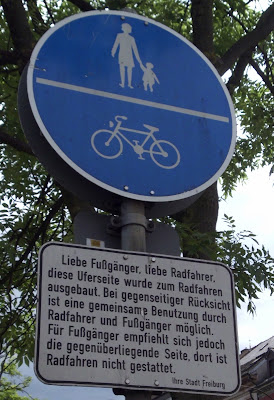 Liebe Fußgänger, liebe Radfahrer,
diese Uferseite wurde zum Radfahren
ausgebaut. Bei gegenseitiger Rücksicht
ist eine gemeinsame Benutzung durch
Radfahrer und Fußgänger möglich.
Für Fußgänger empfiehlt sich jedoch
die gegenüberliegende Seite, dort ist
Radfahren nicht gestattet.
Ihre Stadt Freiburg